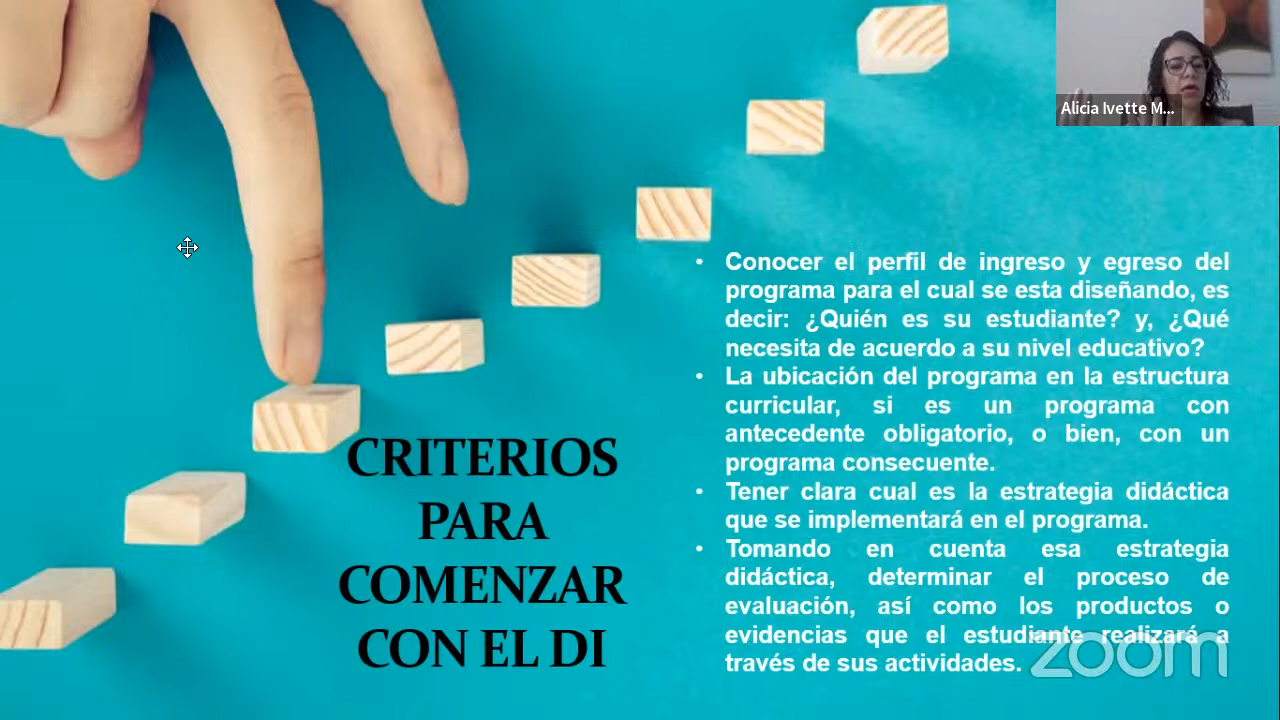 Alicia Ivette M...
• Conocer el perfil de ingreso y egreso del
programa para el cual se esta diseñando, es
decir: ¿Quién es su estudiante? y, ¿Qué
necesita de acuerdo a su nivel educativo?
• La ubicación del programa en la estructura
curricular, si es un programa con
antecedente obligatorio, o bien, con un
programa consecuente.
• Tener clara cual es la estrategia didáctica
que se implementará en el programa.
• Tomando en cuenta esa estrategia
didáctica, determinar el proceso de
evaluación, así como los productos o
evidencias que el estudiante realizará a
través de sus actividades.
CRITERIOS
PARA
COMENZAR
CON EL DI
zoom